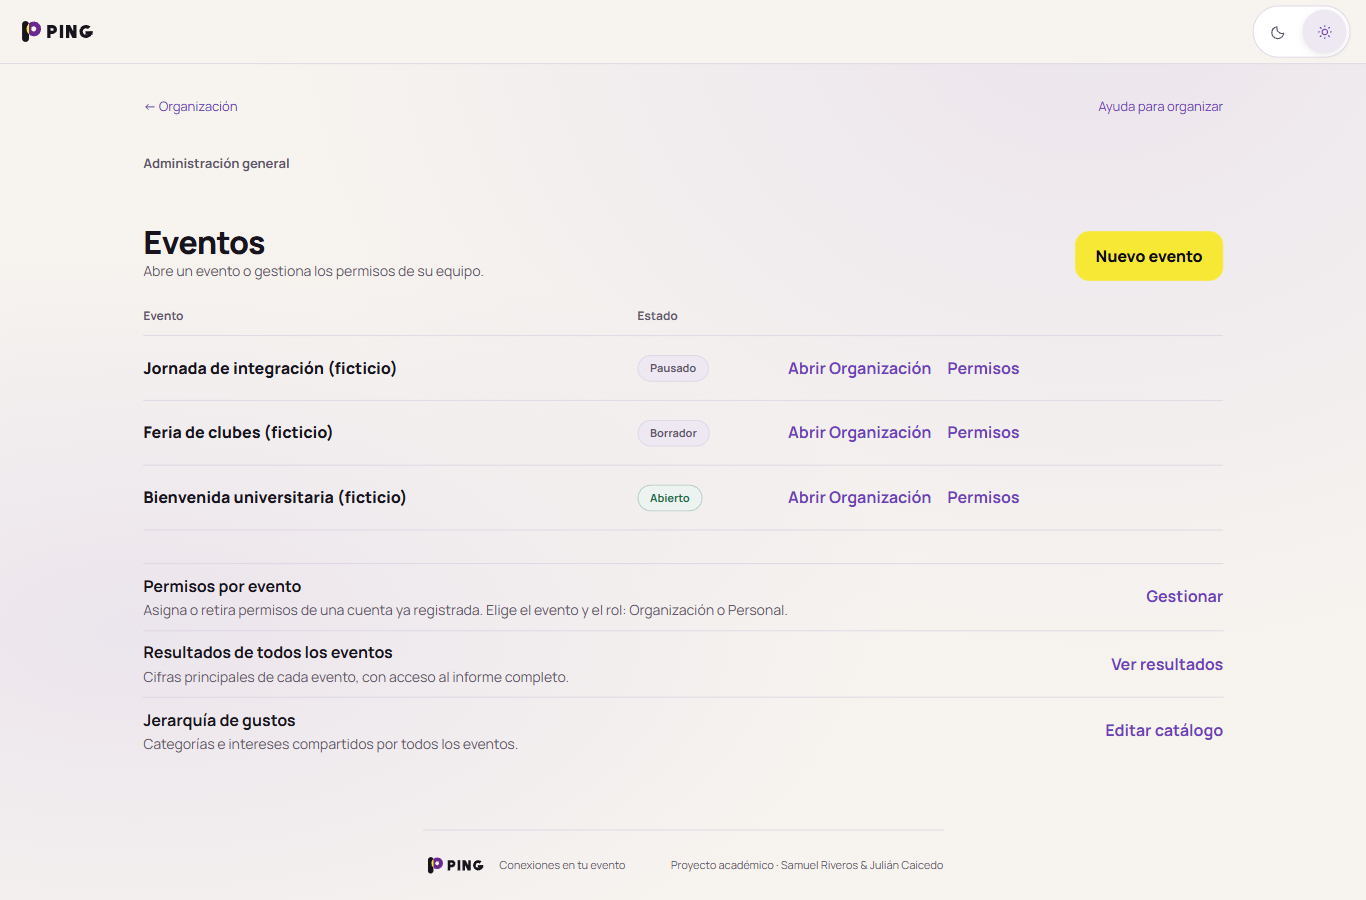 PING
← Organización
Ayuda para organizar
Administración general
Eventos
Abre un evento o gestiona los permisos de su equipo.
Nuevo evento
Evento Estado
Jornada de integración (ficticio) Pausado Abrir Organización Permisos
Feria de clubes (ficticio) Borrador Abrir Organización Permisos
Bienvenida universitaria (ficticio) Abierto Abrir Organización Permisos
Permisos por evento
Asigna o retira permisos de una cuenta ya registrada. Elige el evento y el rol: Organización o Personal.
Gestionar
Resultados de todos los eventos
Cifras principales de cada evento, con acceso al informe completo.
Ver resultados
Jerarquía de gustos
Categorías e intereses compartidos por todos los eventos.
Editar catálogo
PING Conexiones en tu evento Proyecto académico · Samuel Riveros & Julián Caicedo